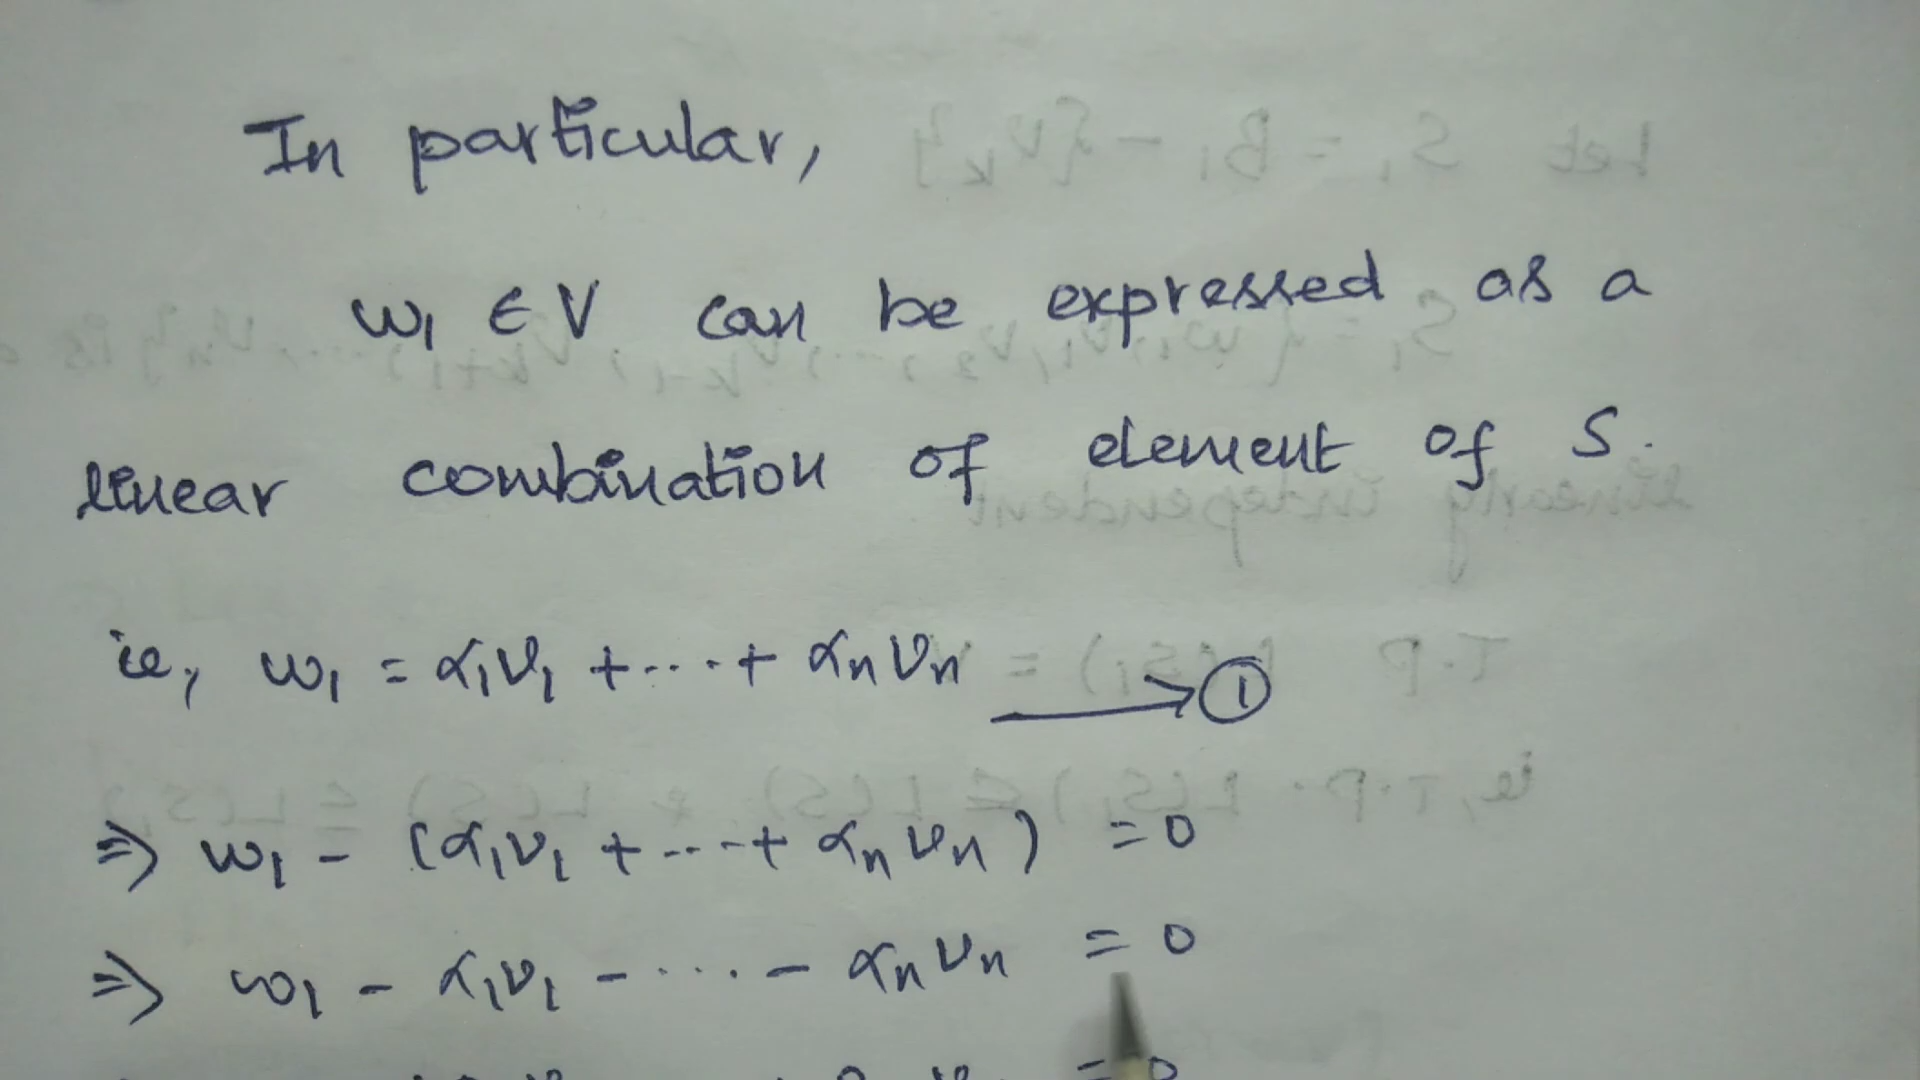 In particular,
w₁ ∈ V can be expressed as a
linear combination of element of S.
ie, w₁ = α₁v₁ + ... + αₙvₙ → ①
⇒ w₁ - (α₁v₁ + ... + αₙvₙ) = 0
⇒ w₁ - α₁v₁ - ... - αₙvₙ = 0